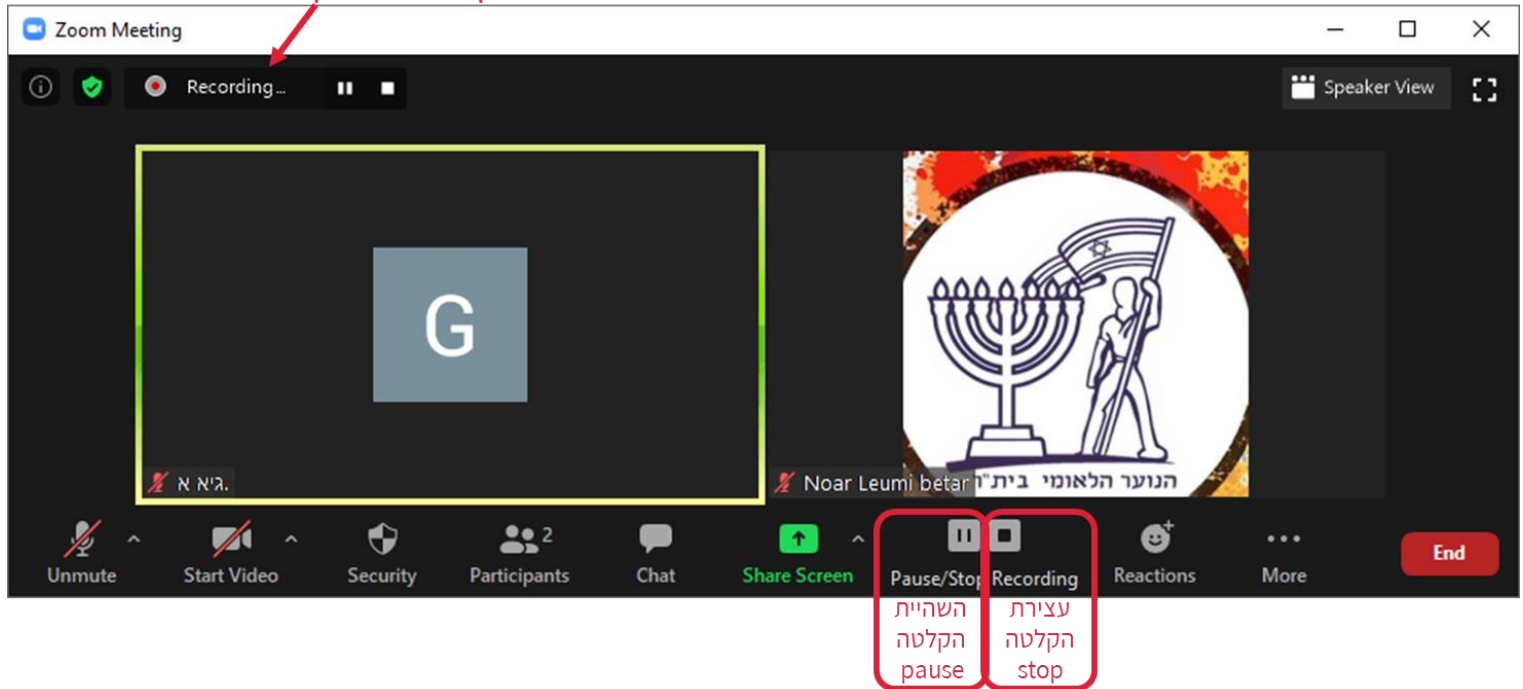 Zoom Meeting
Recording...
Speaker View
G
גיא א.
Noar Leumi betar
הנוער הלאומי בית"ר
Unmute
Start Video
Security
Participants 2
Chat
Share Screen
Pause/Stop Recording
Reactions
More
End
השהיית
הקלטה
pause
עצירת
הקלטה
stop